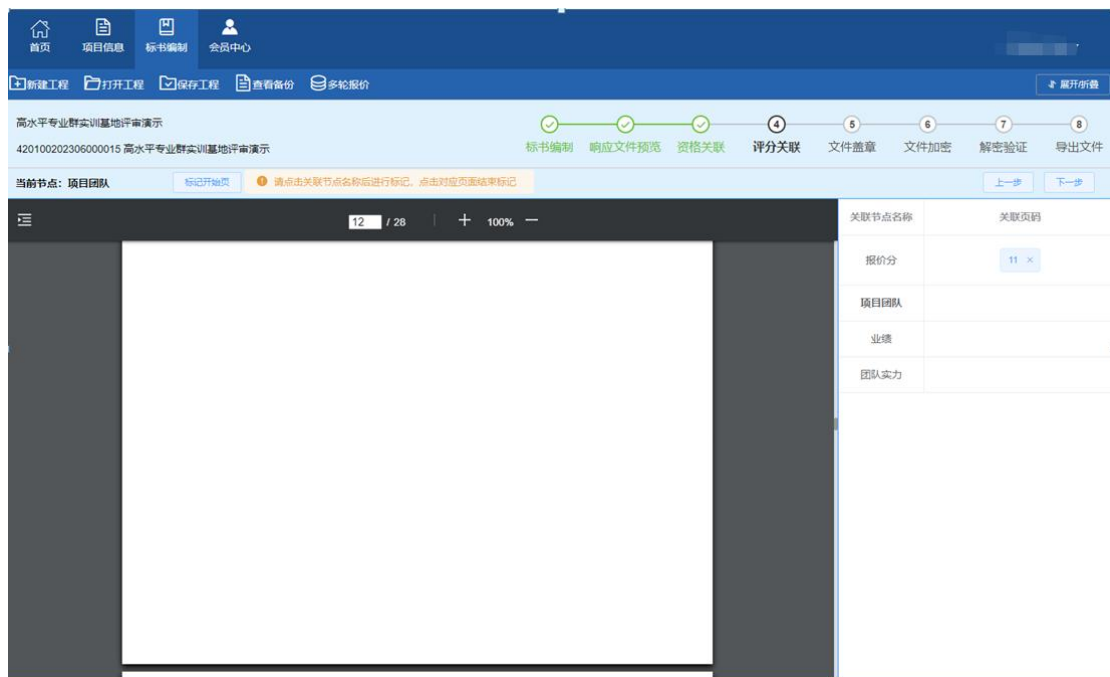 首页 项目信息 标书编制 会员中心
新建工程 打开工程 保存工程 查看备份 多轮报价 展开/折叠
高水平专业群实训基地评审演示
420100202306000015 高水平专业群实训基地评审演示
4 5 6 7 8
标书编制 响应文件预览 资格关联 评分关联 文件盖章 文件加密 解密验证 导出文件
当前节点：项目团队 标记开始页 请点击关联节点名称后进行标记，点击对应页面结束标记 上一步 下一步
12 / 28 100%
关联节点名称 关联页码
报价分 11 ×
项目团队
业绩
团队实力